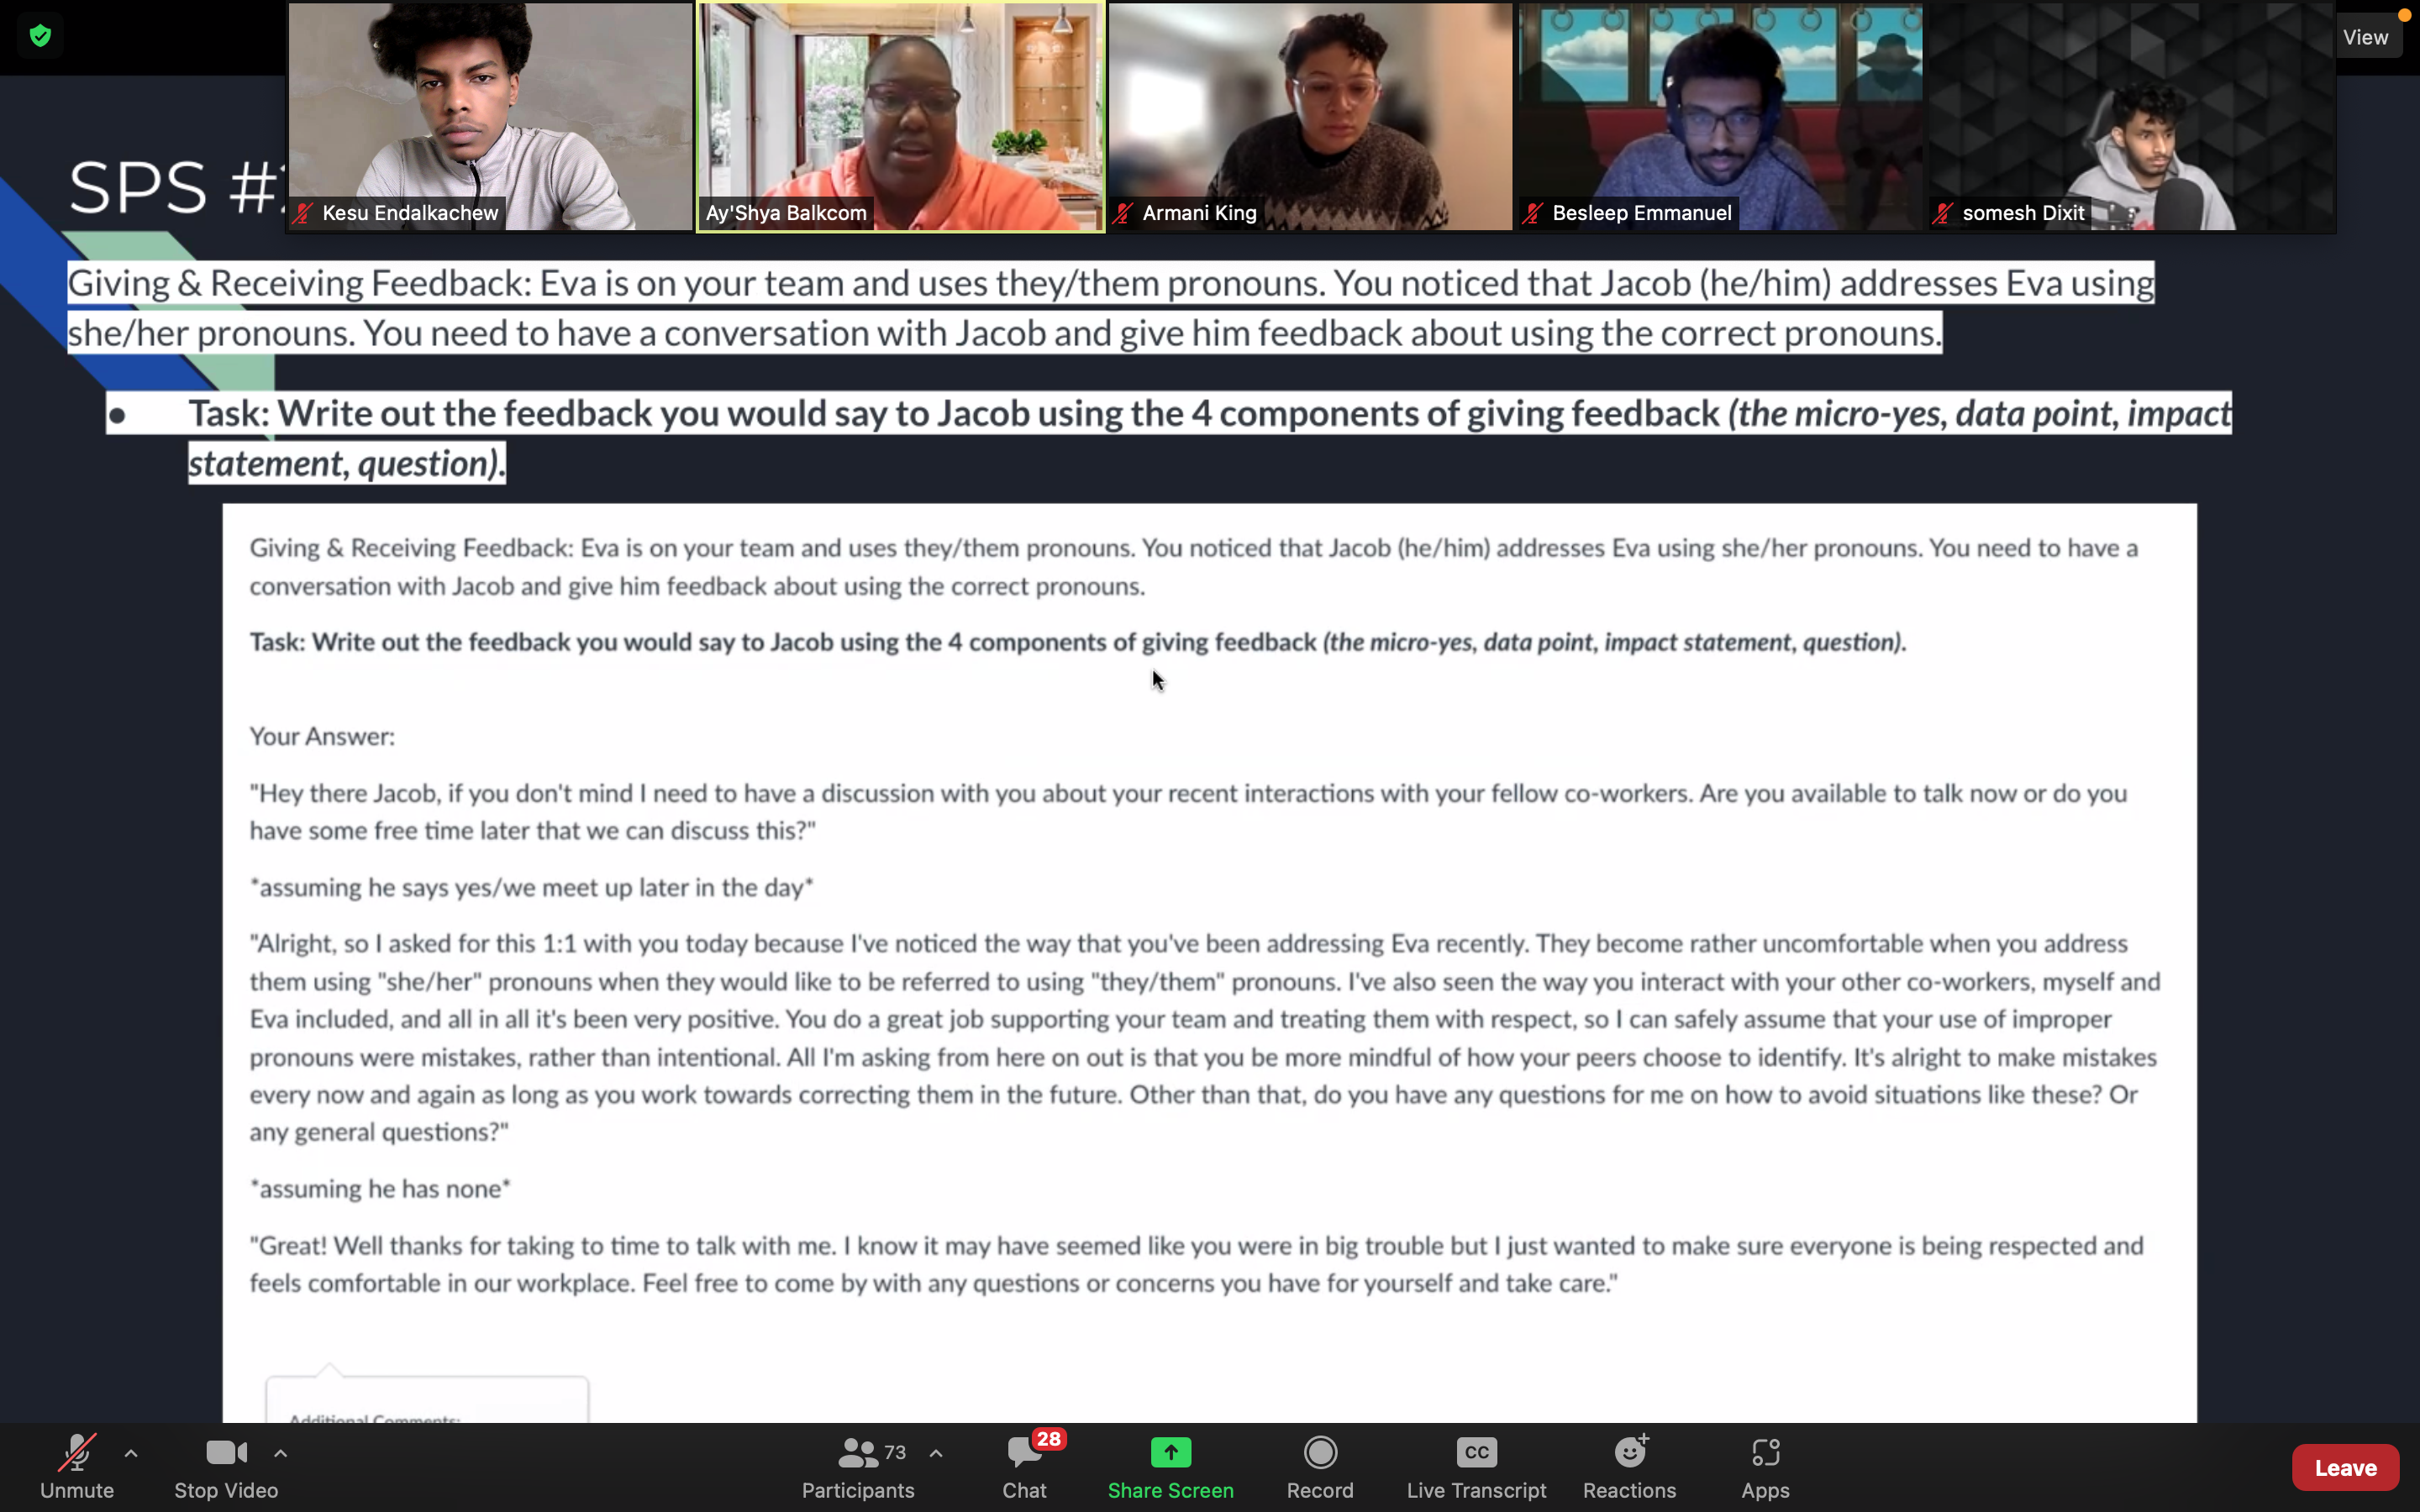 View
Kesu Endalkachew
Ay'Shya Balkcom
Armani King
Besleep Emmanuel
somesh Dixit
SPS #
Giving & Receiving Feedback: Eva is on your team and uses they/them pronouns. You noticed that Jacob (he/him) addresses Eva using
she/her pronouns. You need to have a conversation with Jacob and give him feedback about using the correct pronouns.
● Task: Write out the feedback you would say to Jacob using the 4 components of giving feedback (the micro-yes, data point, impact
statement, question).
Giving & Receiving Feedback: Eva is on your team and uses they/them pronouns. You noticed that Jacob (he/him) addresses Eva using she/her pronouns. You need to have a
conversation with Jacob and give him feedback about using the correct pronouns.
Task: Write out the feedback you would say to Jacob using the 4 components of giving feedback (the micro-yes, data point, impact statement, question).
Your Answer:
"Hey there Jacob, if you don't mind I need to have a discussion with you about your recent interactions with your fellow co-workers. Are you available to talk now or do you
have some free time later that we can discuss this?"
*assuming he says yes/we meet up later in the day*
"Alright, so I asked for this 1:1 with you today because I've noticed the way that you've been addressing Eva recently. They become rather uncomfortable when you address
them using "she/her" pronouns when they would like to be referred to using "they/them" pronouns. I've also seen the way you interact with your other co-workers, myself and
Eva included, and all in all it's been very positive. You do a great job supporting your team and treating them with respect, so I can safely assume that your use of improper
pronouns were mistakes, rather than intentional. All I'm asking from here on out is that you be more mindful of how your peers choose to identify. It's alright to make mistakes
every now and again as long as you work towards correcting them in the future. Other than that, do you have any questions for me on how to avoid situations like these? Or
any general questions?"
*assuming he has none*
"Great! Well thanks for taking to time to talk with me. I know it may have seemed like you were in big trouble but I just wanted to make sure everyone is being respected and
feels comfortable in our workplace. Feel free to come by with any questions or concerns you have for yourself and take care."
Additional Comments:
73
28
CC
Unmute
Stop Video
Participants
Chat
Share Screen
Record
Live Transcript
Reactions
Apps
Leave